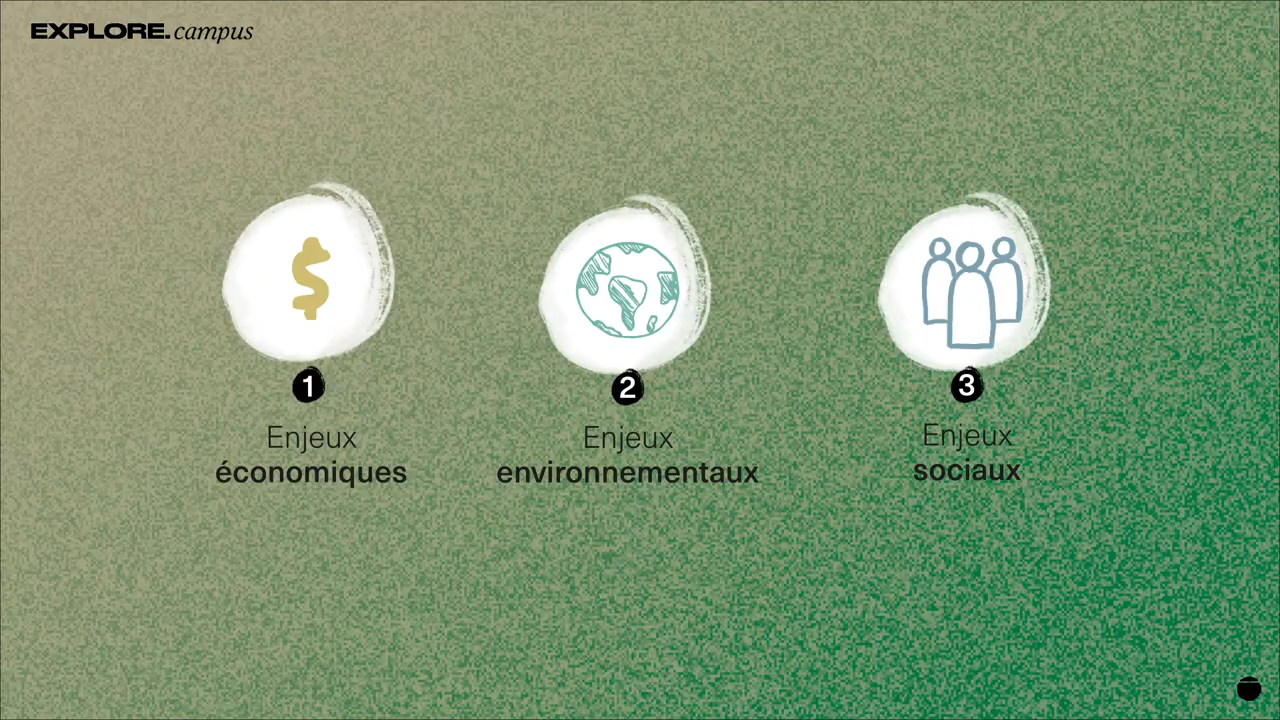 EXPLORE.campus
1
Enjeux
économiques
2
Enjeux
environnementaux
3
Enjeux
sociaux